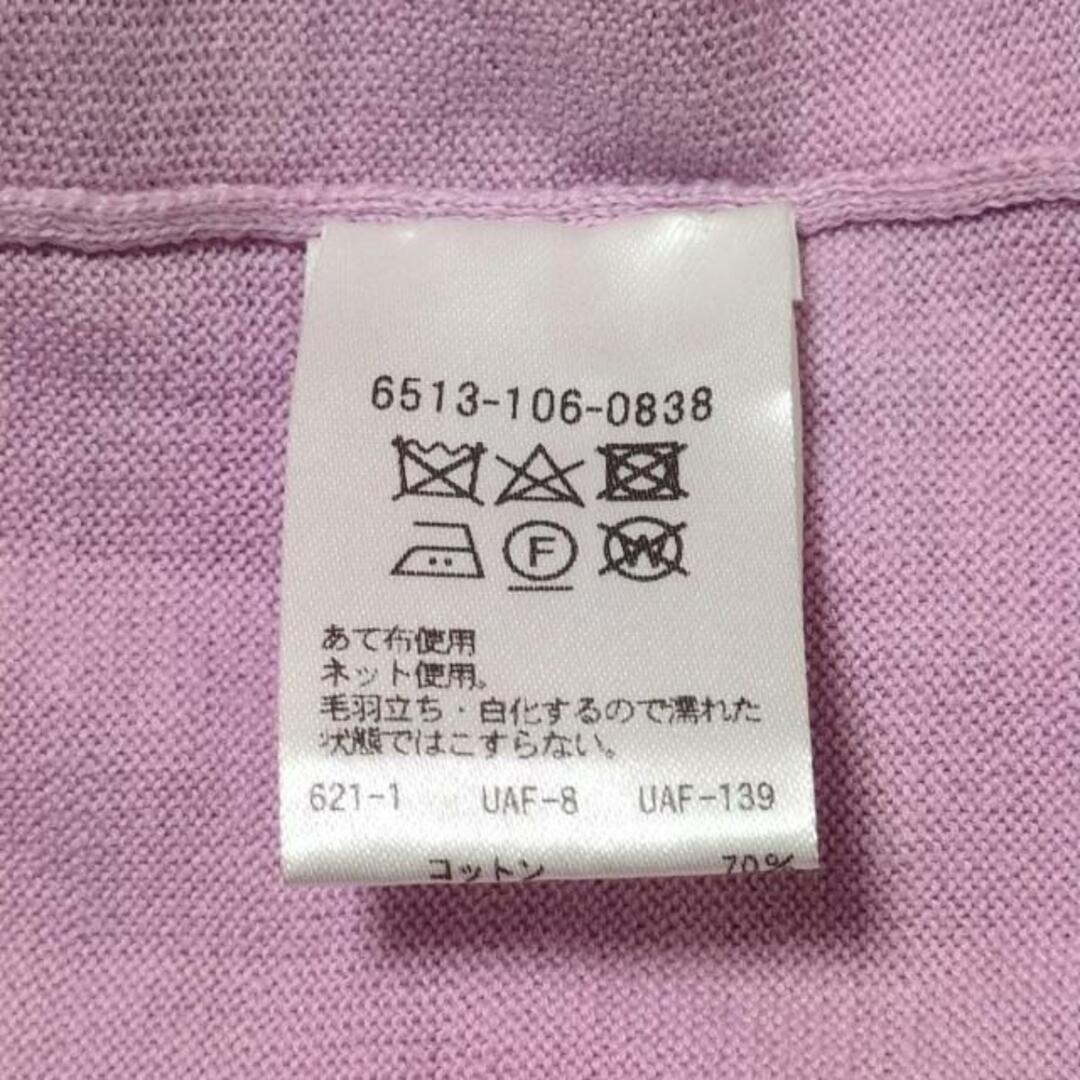 6513-106-0838
F W
あて布使用
ネット使用。
毛羽立ち・白化するので濡れた
状態ではこすらない。
621-1 UAF-8 UAF-139
コットン 70%